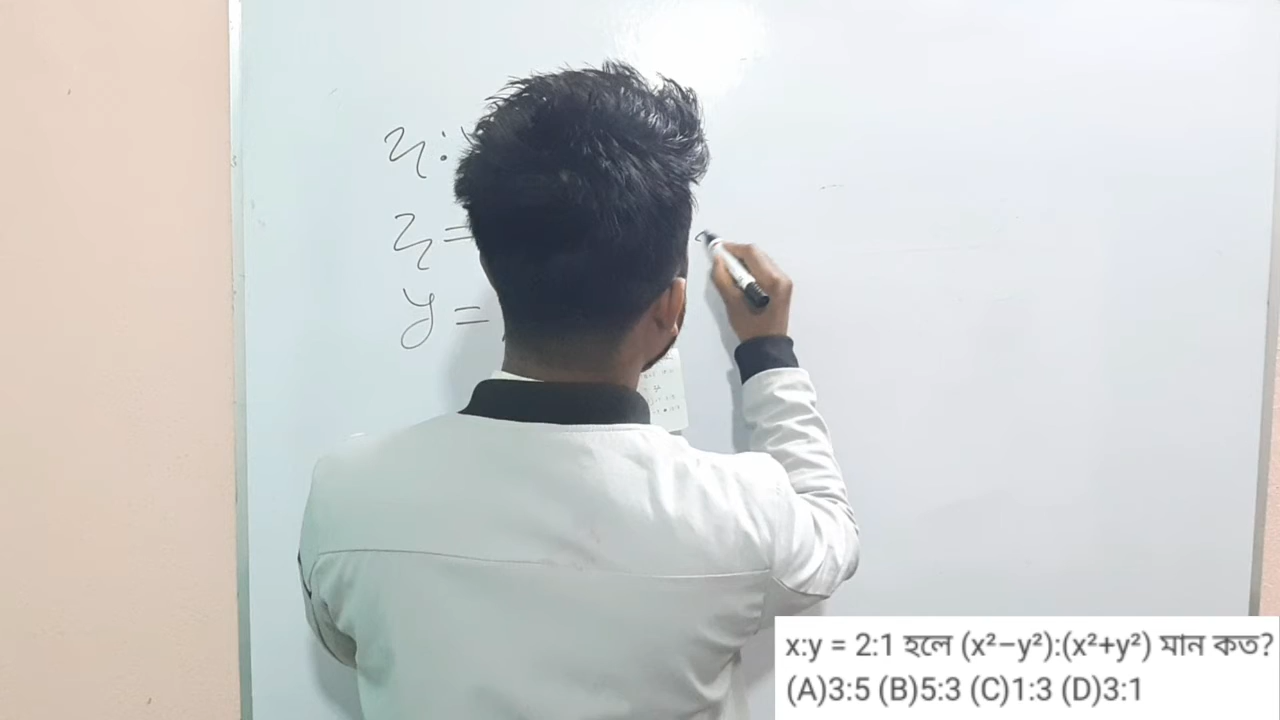 x:
x =
y =
x:y = 2:1 হলে (x²−y²):(x²+y²) মান কত?
(A)3:5 (B)5:3 (C)1:3 (D)3:1